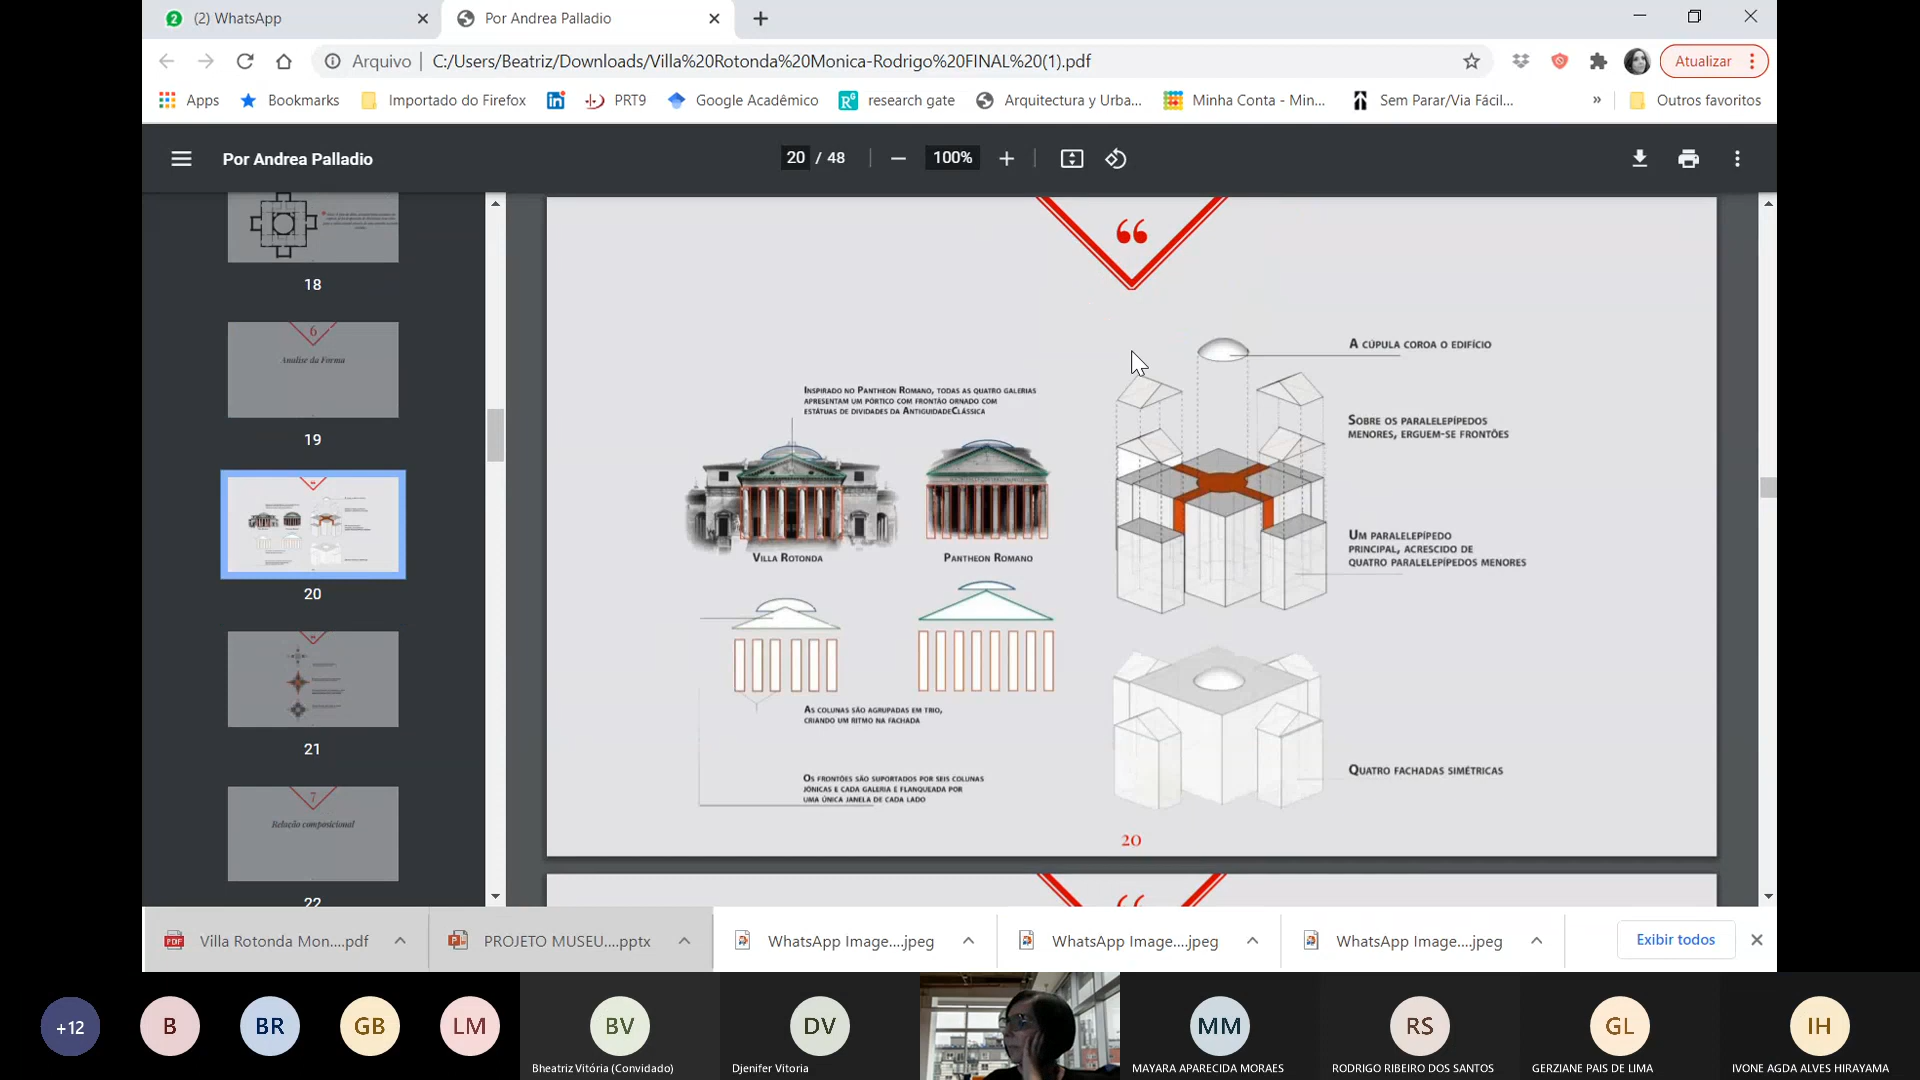 (2) WhatsApp
Por Andrea Palladio
Arquivo
C:/Users/Beatriz/Downloads/Villa%20Rotonda%20Monica-Rodrigo%20FINAL%20(1).pdf
Atualizar
Apps
Bookmarks
Importado do Firefox
PRT9
Google Acadêmico
research gate
Arquitectura y Urba...
Minha Conta - Min...
Sem Parar/Via Fácil...
»
Outros favoritos
Por Andrea Palladio
20 / 48
100%
18
6
Analise da Forma
19
20
21
7
Relação composicional
22
“
A CÚPULA COROA O EDIFÍCIO
INSPIRADO NO PANTHEON ROMANO, TODAS AS QUATRO GALERIAS
APRESENTAM UM PÓRTICO COM FRONTÃO ORNADO COM
ESTÁTUAS DE DIVIDADES DA ANTIGUIDADECLÁSSICA
SOBRE OS PARALELEPÍPEDOS
MENORES, ERGUEM-SE FRONTÕES
VILLA ROTONDA
PANTHEON ROMANO
UM PARALELEPÍPEDO
PRINCIPAL, ACRESCIDO DE
QUATRO PARALELEPÍPEDOS MENORES
AS COLUNAS SÃO AGRUPADAS EM TRIO,
CRIANDO UM RITMO NA FACHADA
OS FRONTÕES SÃO SUPORTADOS POR SEIS COLUNAS
JÔNICAS E CADA GALERIA E FLANQUEADA POR
UMA ÚNICA JANELA DE CADA LADO
QUATRO FACHADAS SIMÉTRICAS
20
“
Villa Rotonda Mon....pdf
PROJETO MUSEU....pptx
WhatsApp Image....jpeg
WhatsApp Image....jpeg
WhatsApp Image....jpeg
Exibir todos
+12
B
BR
GB
LM
BV
Bheatriz Vitória (Convidado)
DV
Djenifer Vitoria
MM
MAYARA APARECIDA MORAES
RS
RODRIGO RIBEIRO DOS SANTOS
GL
GERZIANE PAIS DE LIMA
IH
IVONE AGDA ALVES HIRAYAMA